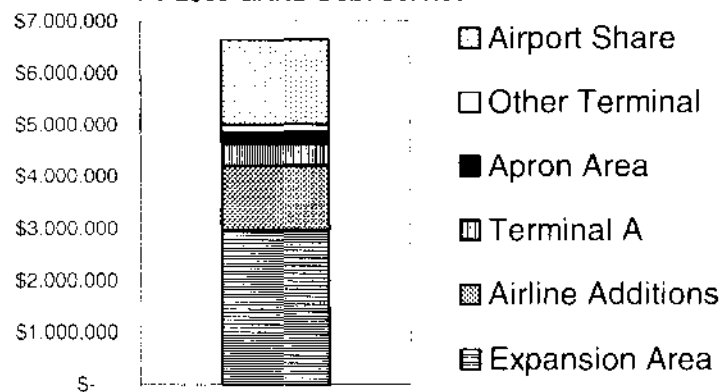 $7.000,000
$6.000.000
$5.000.000
$4.000.000
$3.000.000
$2.000.000
$1.000,000
$-
Airport Share
Other Terminal
Apron Area
Terminal A
Airline Additions
Expansion Area